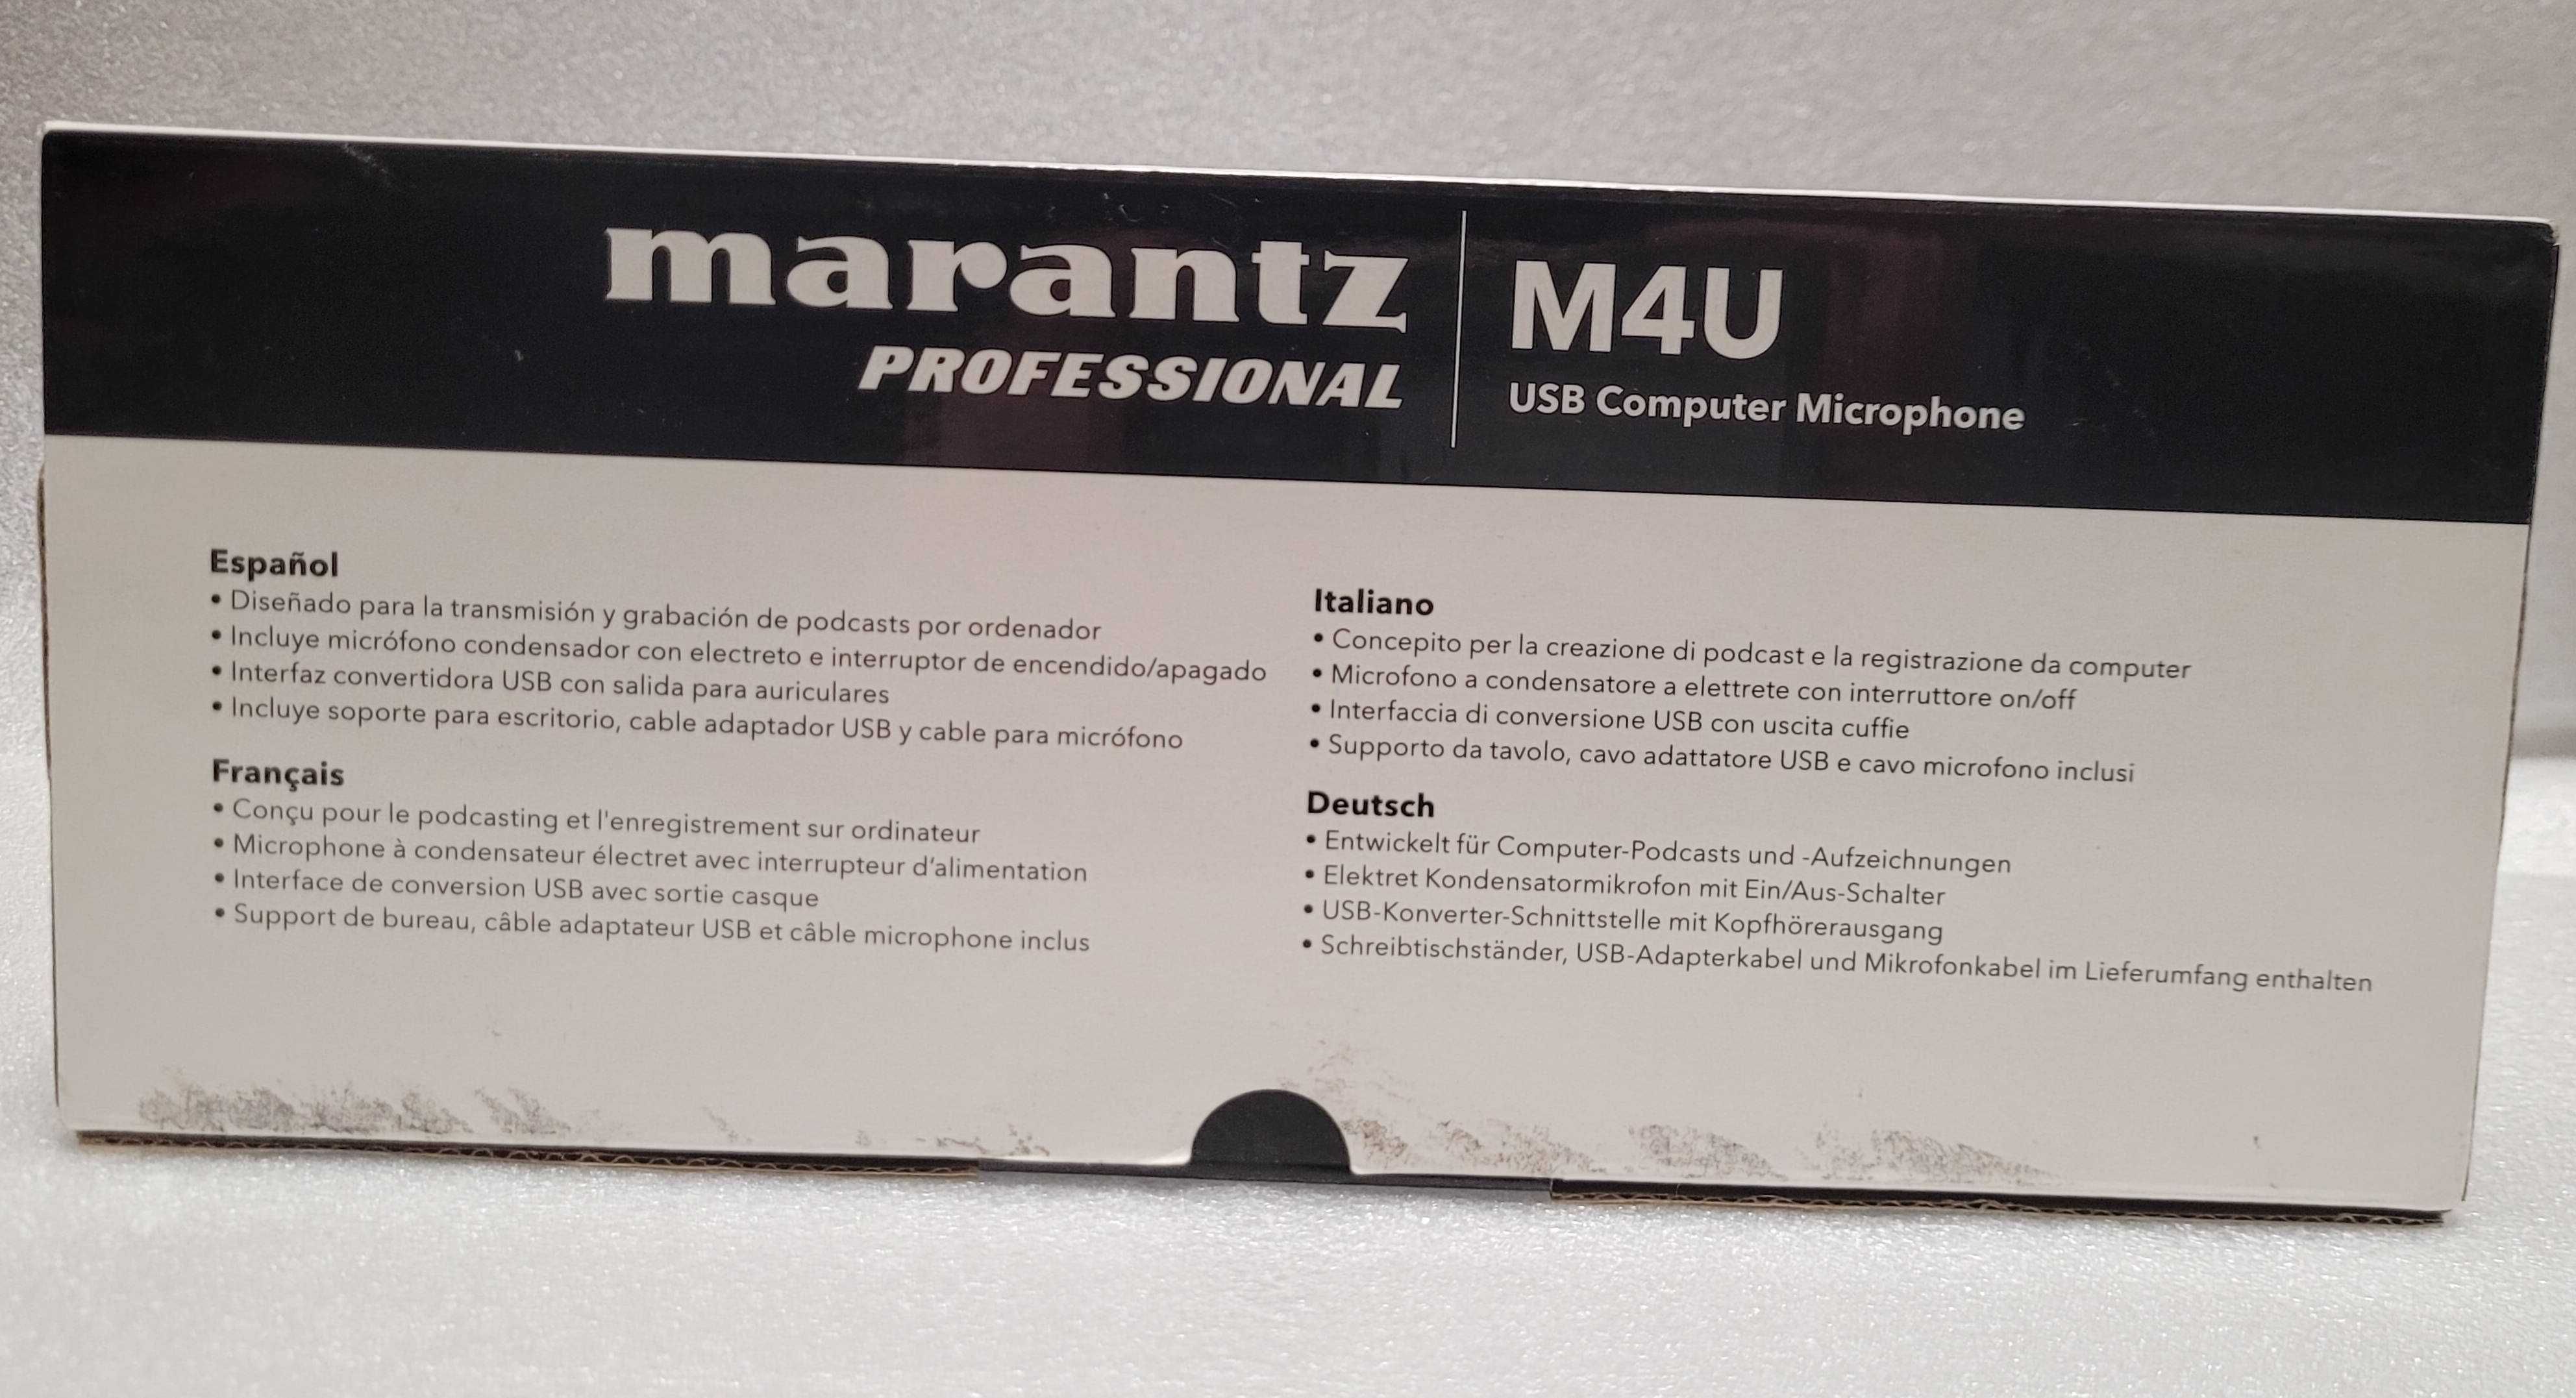 marantz
PROFESSIONAL
M4U
USB Computer Microphone
Español
• Diseñado para la transmisión y grabación de podcasts por ordenador
• Incluye micrófono condensador con electreto e interruptor de encendido/apagado
• Interfaz convertidora USB con salida para auriculares
• Incluye soporte para escritorio, cable adaptador USB y cable para micrófono
Français
• Conçu pour le podcasting et l'enregistrement sur ordinateur
• Microphone à condensateur électret avec interrupteur d’alimentation
• Interface de conversion USB avec sortie casque
• Support de bureau, câble adaptateur USB et câble microphone inclus
Italiano
• Concepito per la creazione di podcast e la registrazione da computer
• Microfono a condensatore a elettrete con interruttore on/off
• Interfaccia di conversione USB con uscita cuffie
• Supporto da tavolo, cavo adattatore USB e cavo microfono inclusi
Deutsch
• Entwickelt für Computer-Podcasts und -Aufzeichnungen
• Elektret Kondensatormikrofon mit Ein/Aus-Schalter
• USB-Konverter-Schnittstelle mit Kopfhörerausgang
• Schreibtischständer, USB-Adapterkabel und Mikrofonkabel im Lieferumfang enthalten